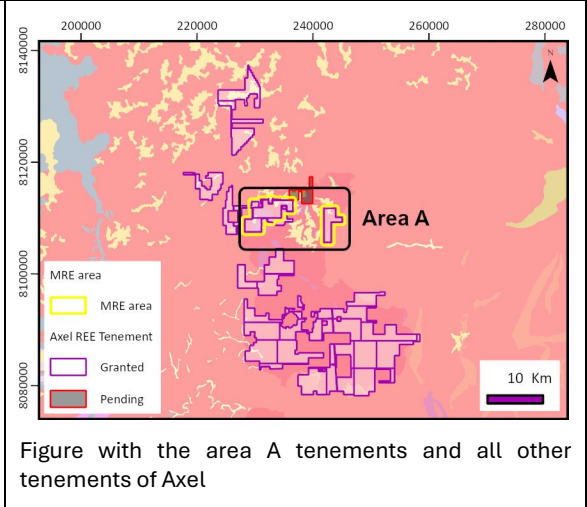 200000 220000 240000 260000 280000
8140000
8120000
8100000
8080000
N
Area A
MRE area
MRE area
Axel REE Tenement
Granted
Pending
10 Km
Figure with the area A tenements and all other
tenements of Axel